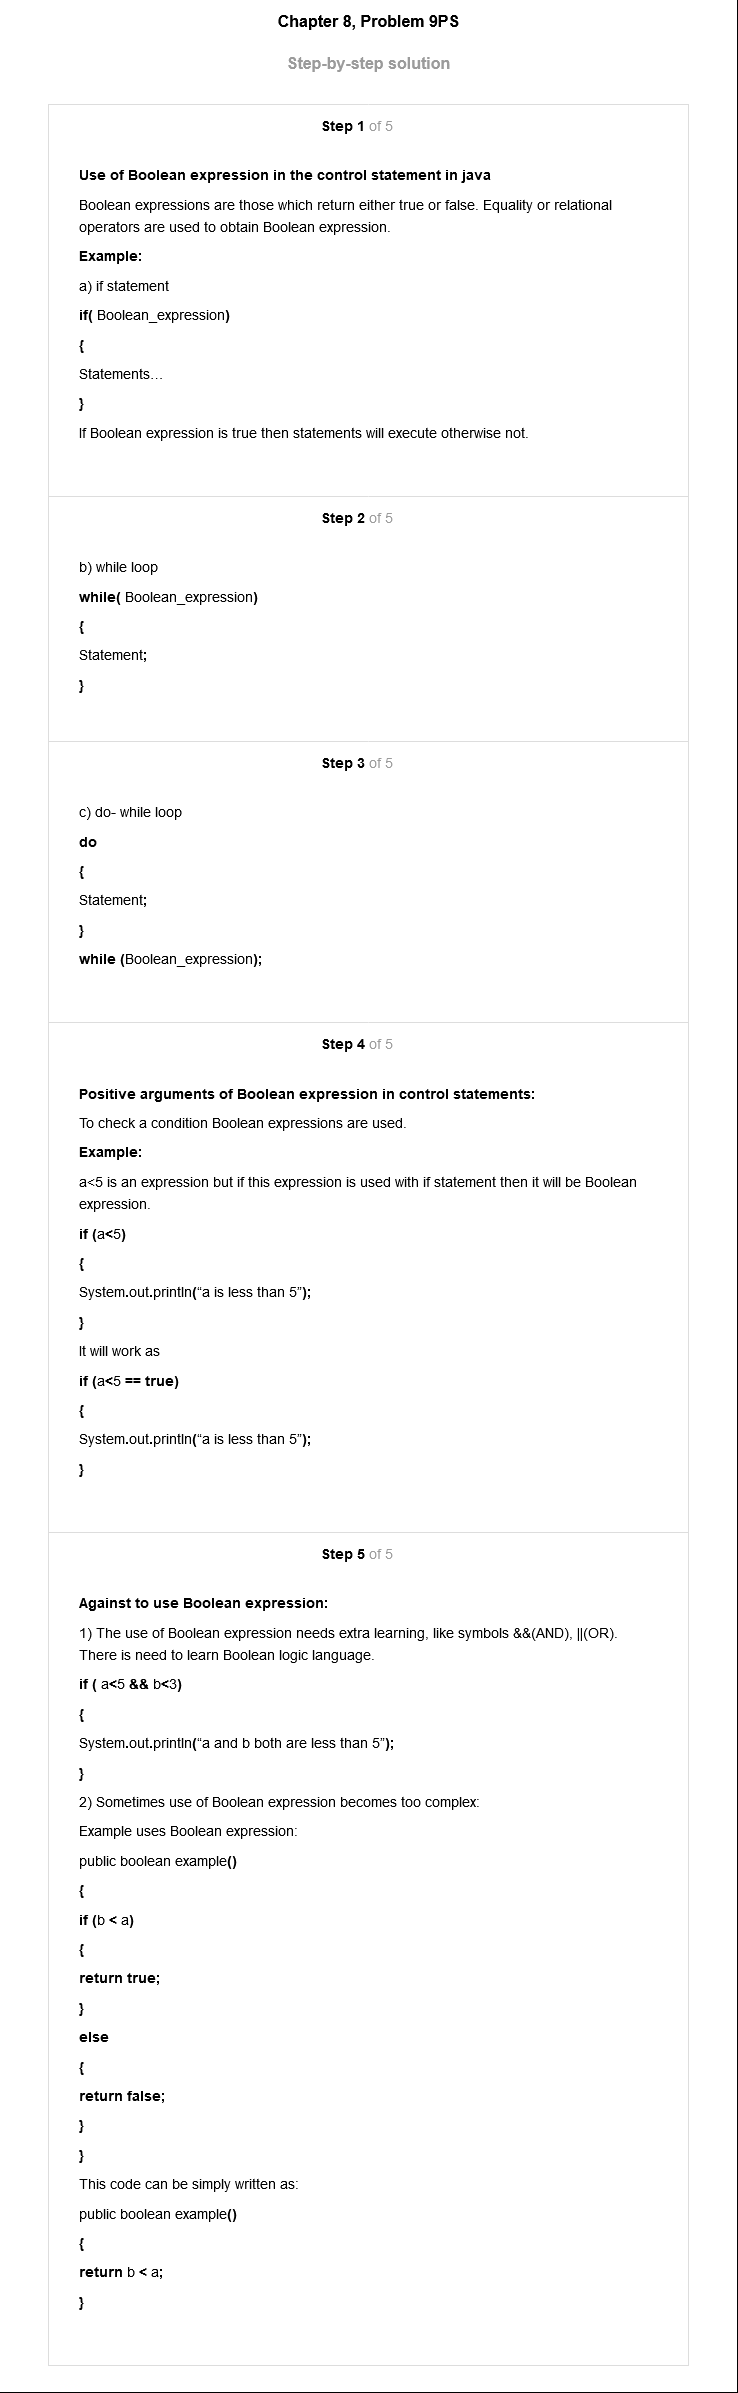 Chapter 8, Problem 9PS
Step-by-step solution
Step 1 of 5
Use of Boolean expression in the control statement in java
Boolean expressions are those which return either true or false. Equality or relational
operators are used to obtain Boolean expression.
Example:
a) if statement
if( Boolean_expression)
{
Statements…
}
If Boolean expression is true then statements will execute otherwise not.
Step 2 of 5
b) while loop
while( Boolean_expression)
{
Statement;
}
Step 3 of 5
c) do- while loop
do
{
Statement;
}
while (Boolean_expression);
Step 4 of 5
Positive arguments of Boolean expression in control statements:
To check a condition Boolean expressions are used.
Example:
a<5 is an expression but if this expression is used with if statement then it will be Boolean
expression.
if (a<5)
{
System.out.println(“a is less than 5”);
}
It will work as
if (a<5 == true)
{
System.out.println(“a is less than 5”);
}
Step 5 of 5
Against to use Boolean expression:
1) The use of Boolean expression needs extra learning, like symbols &&(AND), ||(OR).
There is need to learn Boolean logic language.
if ( a<5 && b<3)
{
System.out.println(“a and b both are less than 5”);
}
2) Sometimes use of Boolean expression becomes too complex:
Example uses Boolean expression:
public boolean example()
{
if (b < a)
{
return true;
}
else
{
return false;
}
}
This code can be simply written as:
public boolean example()
{
return b < a;
}